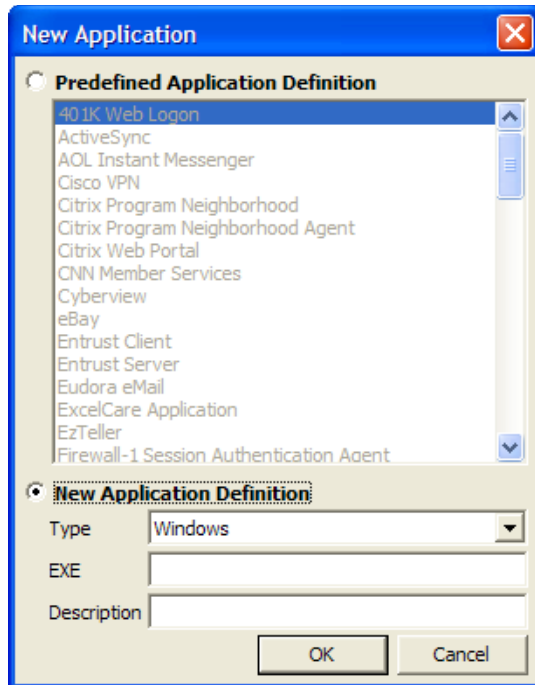 New Application
Predefined Application Definition
401K Web Logon
ActiveSync
AOL Instant Messenger
Cisco VPN
Citrix Program Neighborhood
Citrix Program Neighborhood Agent
Citrix Web Portal
CNN Member Services
Cyberview
eBay
Entrust Client
Entrust Server
Eudora eMail
ExcelCare Application
EzTeller
Firewall-1 Session Authentication Agent
New Application Definition
Type Windows
EXE
Description
OK Cancel